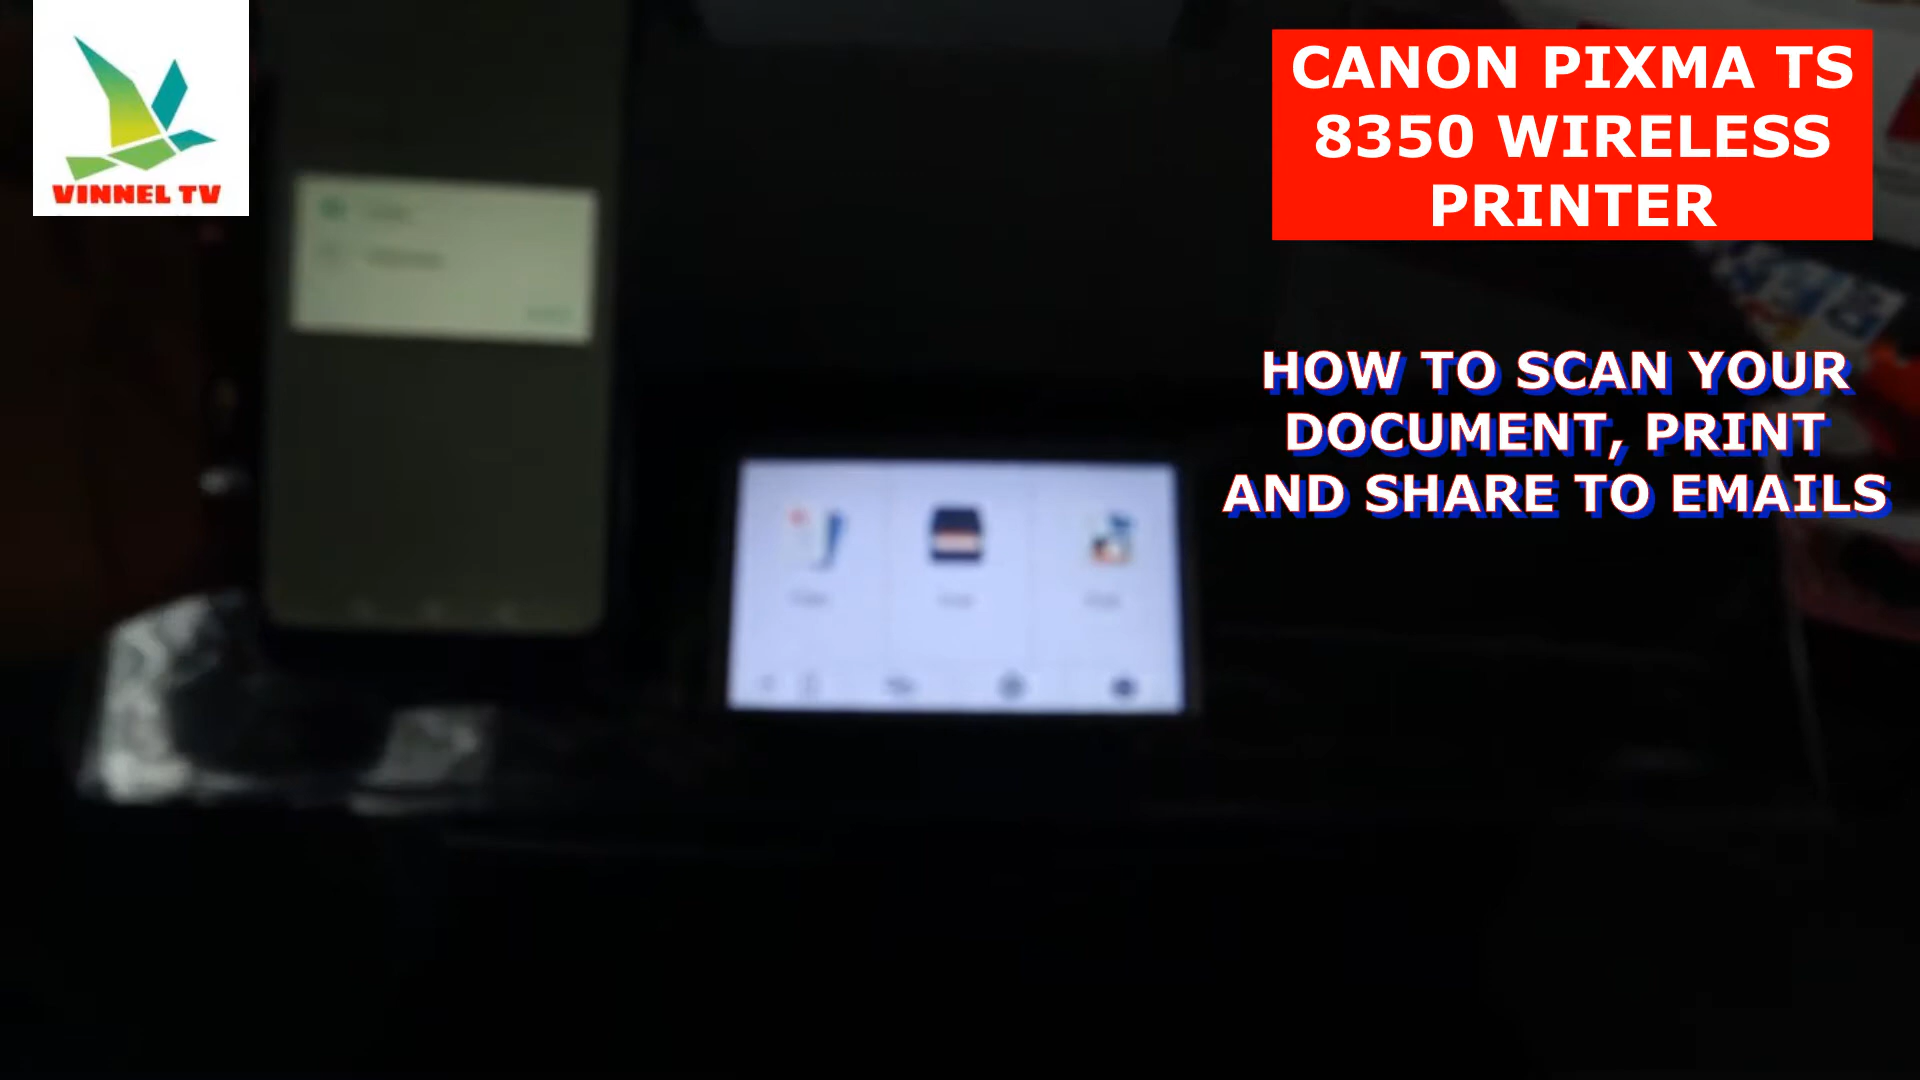 VINNEL TV
CANON PIXMA TS
8350 WIRELESS
PRINTER
HOW TO SCAN YOUR
DOCUMENT, PRINT
AND SHARE TO EMAILS